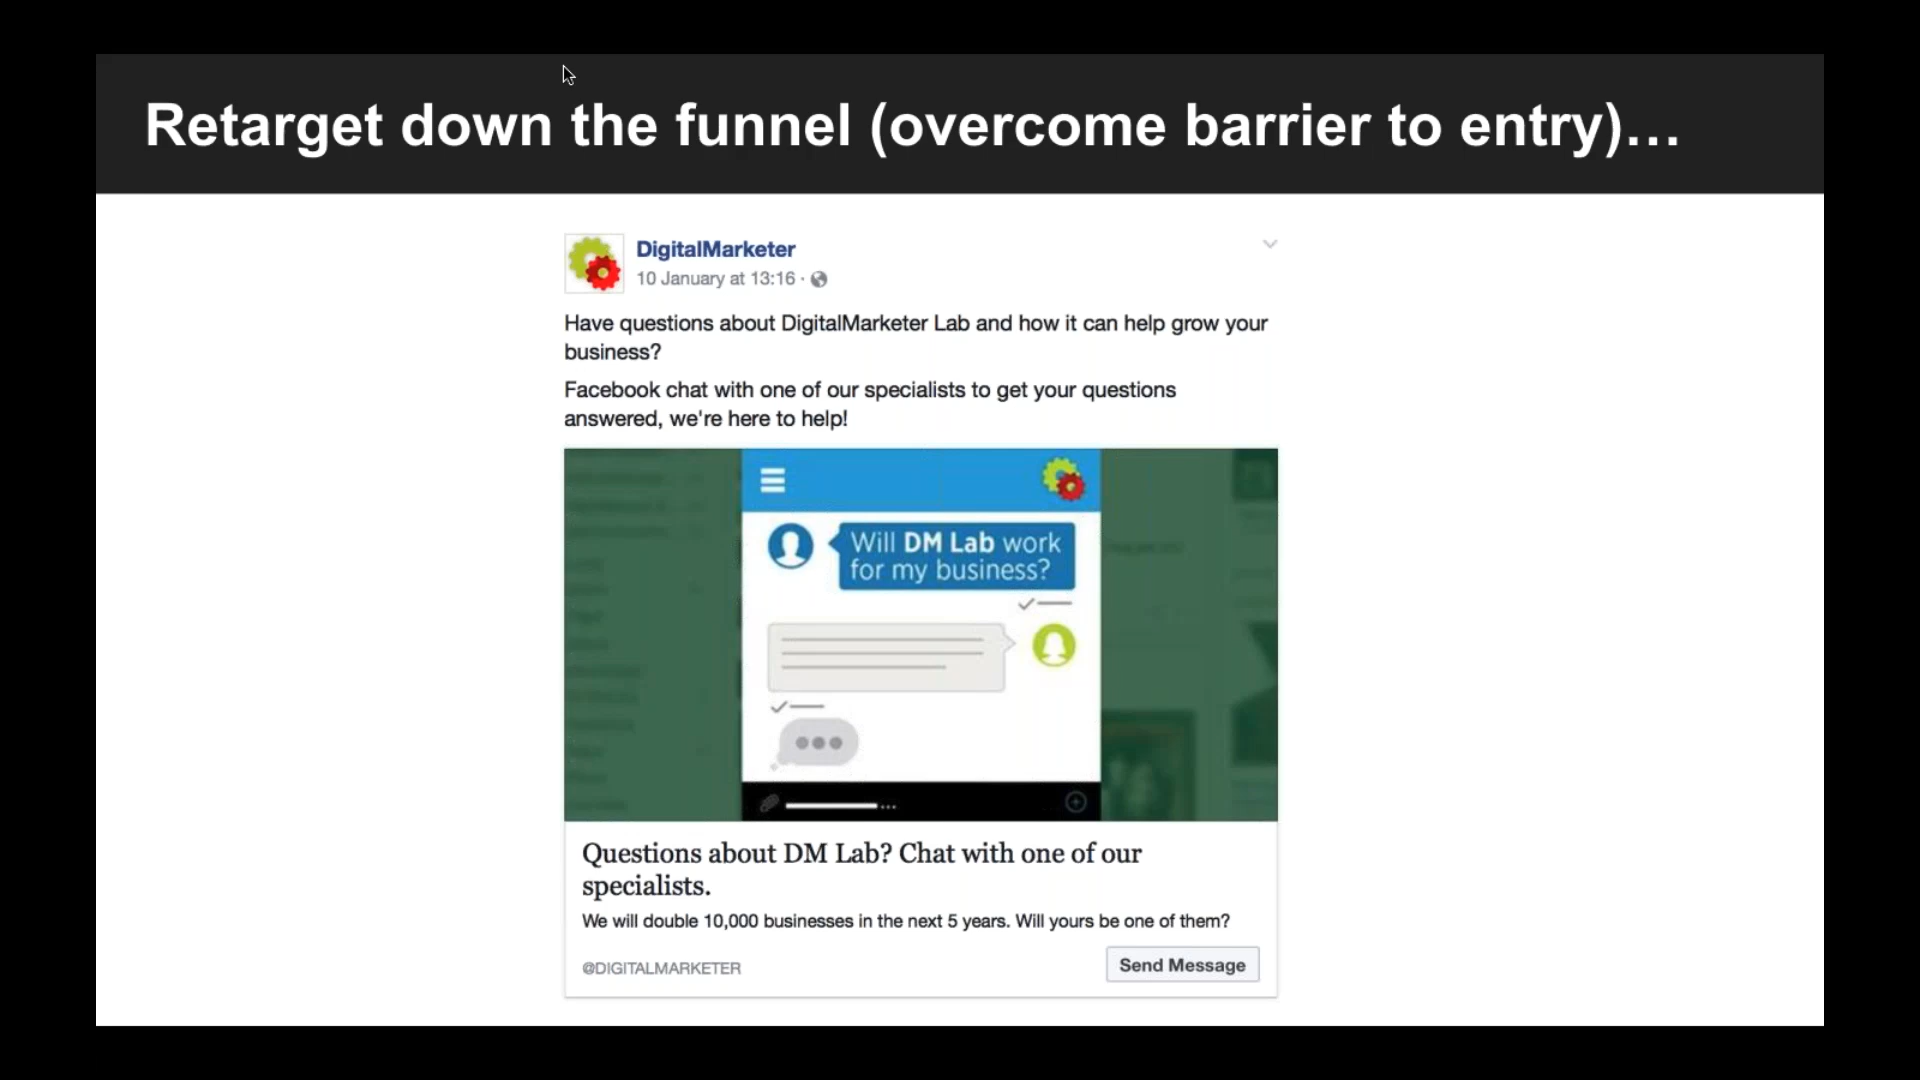 Retarget down the funnel (overcome barrier to entry)...
DigitalMarketer
10 January at 13:16 ·
Have questions about DigitalMarketer Lab and how it can help grow your
business?
Facebook chat with one of our specialists to get your questions
answered, we're here to help!
Will DM Lab work
for my business?
Questions about DM Lab? Chat with one of our
specialists.
We will double 10,000 businesses in the next 5 years. Will yours be one of them?
@DIGITALMARKETER
Send Message